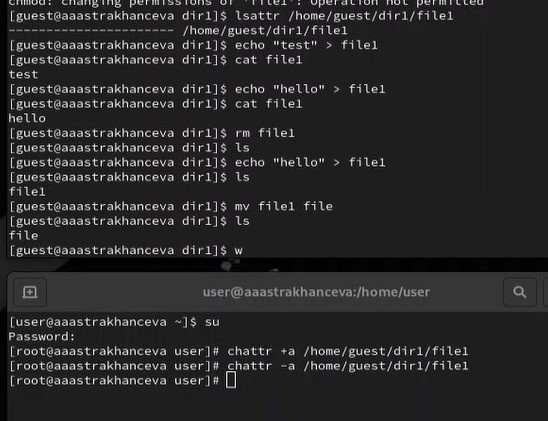 chmod: changing permissions of 'file1': Operation not permitted
[guest@aaastrakhanceva dir1]$ lsattr /home/guest/dir1/file1
---------------------- /home/guest/dir1/file1
[guest@aaastrakhanceva dir1]$ echo "test" > file1
[guest@aaastrakhanceva dir1]$ cat file1
test
[guest@aaastrakhanceva dir1]$ echo "hello" > file1
[guest@aaastrakhanceva dir1]$ cat file1
hello
[guest@aaastrakhanceva dir1]$ rm file1
[guest@aaastrakhanceva dir1]$ ls
[guest@aaastrakhanceva dir1]$ echo "hello" > file1
[guest@aaastrakhanceva dir1]$ ls
file1
[guest@aaastrakhanceva dir1]$ mv file1 file
[guest@aaastrakhanceva dir1]$ ls
file
[guest@aaastrakhanceva dir1]$ w
user@aaastrakhanceva:/home/user
[user@aaastrakhanceva ~]$ su
Password:
[root@aaastrakhanceva user]# chattr +a /home/guest/dir1/file1
[root@aaastrakhanceva user]# chattr -a /home/guest/dir1/file1
[root@aaastrakhanceva user]#